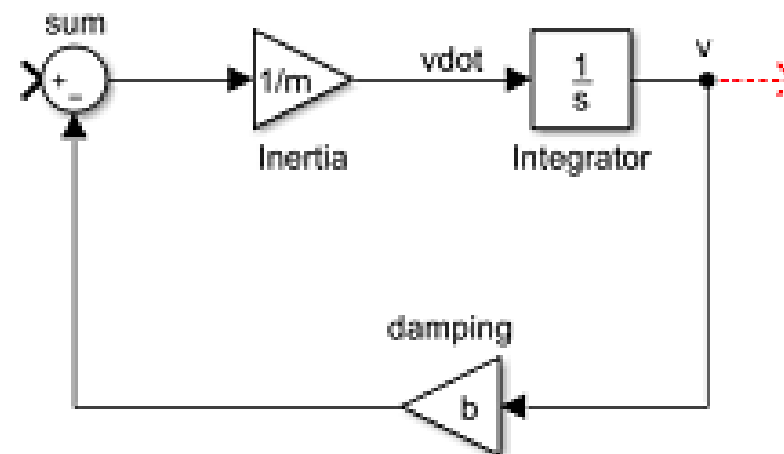 sum
+
−
1/m
Inertia
vdot
1
s
Integrator
v
damping
b